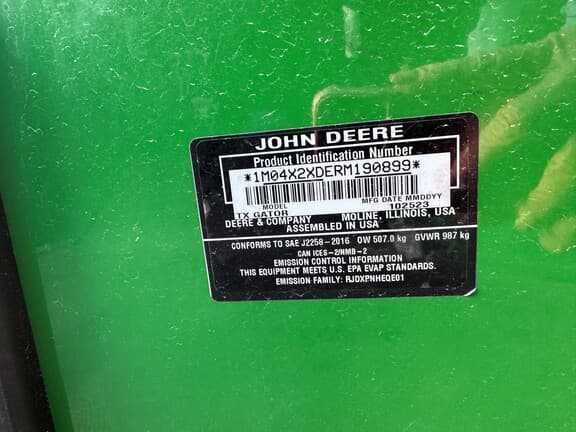 JOHN DEERE
Product Identification Number
*1M04X2XDERM190899*
MODEL MFG DATE MMDDYY
TX GATOR 102523
DEERE & COMPANY MOLINE, ILLINOIS, USA
ASSEMBLED IN USA
CONFORMS TO SAE J2258-2016 OW 507.0 kg GVWR 987 kg
CAN ICES-2/NMB-2
EMISSION CONTROL INFORMATION
THIS EQUIPMENT MEETS U.S. EPA EVAP STANDARDS.
EMISSION FAMILY: RJDXPNHEQE01